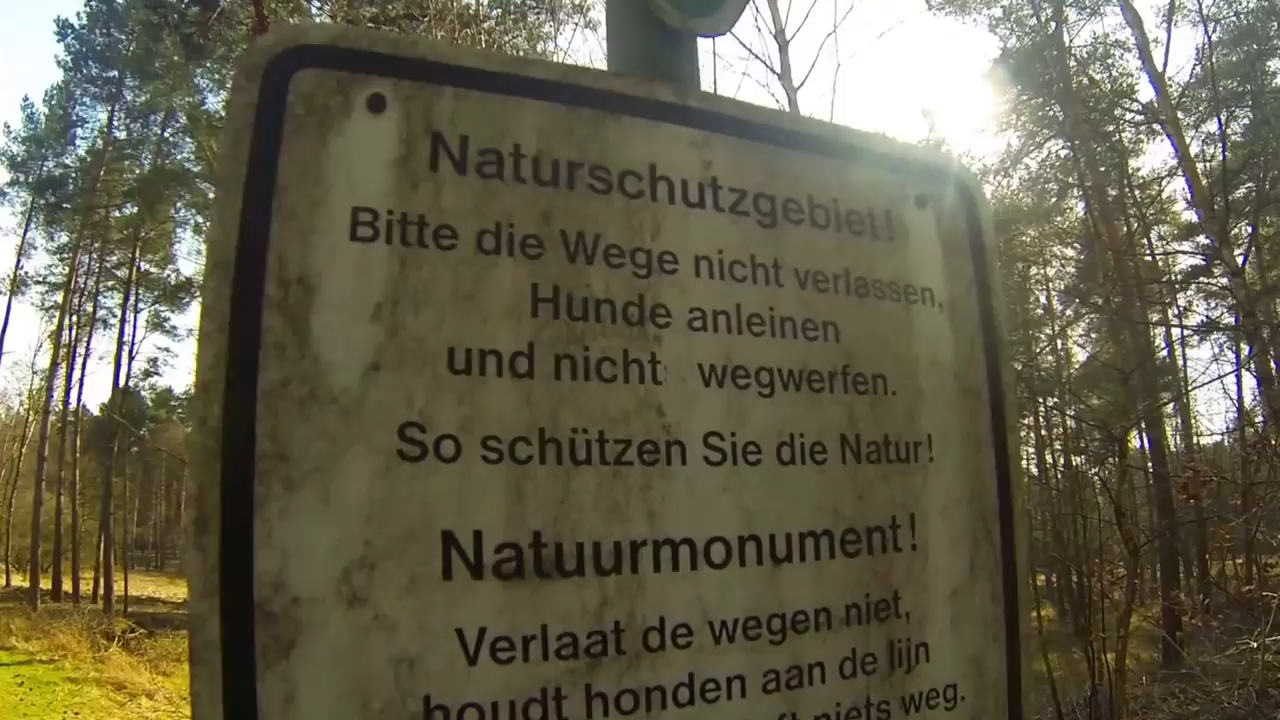 Naturschutzgebiet!
Bitte die Wege nicht verlassen,
Hunde anleinen
und nicht wegwerfen.
So schützen Sie die Natur!
Natuurmonument!
Verlaat de wegen niet,
houdt honden aan de lijn
niets weg.